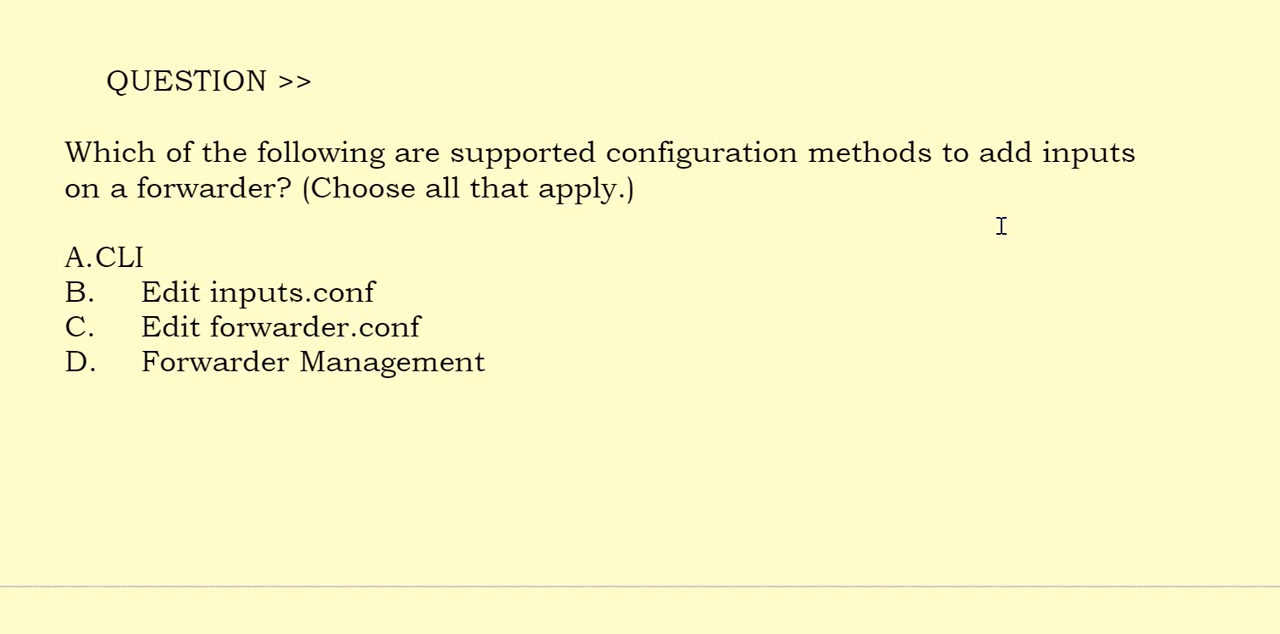 QUESTION >>
Which of the following are supported configuration methods to add inputs
on a forwarder? (Choose all that apply.)
A.CLI
B. Edit inputs.conf
C. Edit forwarder.conf
D. Forwarder Management